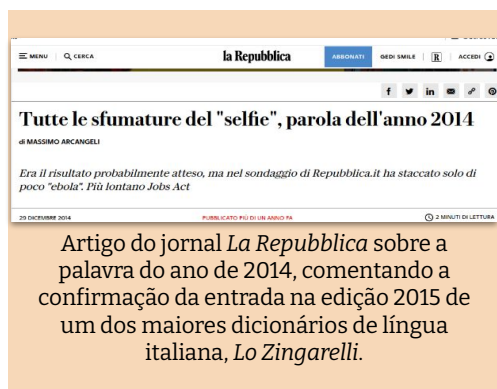 MENU
CERCA
la Repubblica
ABBONATI
GEDI SMILE
R
ACCEDI
Tutte le sfumature del "selfie", parola dell'anno 2014
di MASSIMO ARCANGELI
Era il risultato probabilmente atteso, ma nel sondaggio di Repubblica.it ha staccato solo di
poco "ebola". Più lontano Jobs Act
29 DICEMBRE 2014
PUBBLICATO PIÙ DI UN ANNO FA
2 MINUTI DI LETTURA
Artigo do jornal La Repubblica sobre a
palavra do ano de 2014, comentando a
confirmação da entrada na edição 2015 de
um dos maiores dicionários de língua
italiana, Lo Zingarelli.